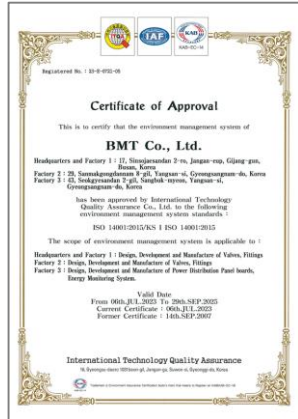 ITQA
IAF
KAB
KAB-EC-14
Certificate of Approval
This is to certify that the environment management system of
BMT Co., Ltd.
Headquarters and Factory 1 : 17, Sinsojaesandan 2-ro, Jangan-eup, Gijang-gun,
Busan, Korea
Factory 2 : 29, Sanmakgongdannam 8-gil, Yangsan-si, Gyeongsangnam-do, Korea
Factory 3 : 43, Seokgyesandan 2-gil, Sangbuk-myeon, Yangsan-si,
Gyeongsangnam-do, Korea
has been approved by International Technology
Quality Assurance Co., Ltd. to the following
environment management system standards :
ISO 14001:2015/KS I ISO 14001:2015
The scope of environment management system is applicable to :
Headquarters and Factory 1 : Design, Development and Manufacture of Valves, Fittings
Factory 2 : Design, Development and Manufacture of Valves, Fittings
Factory 3 : Design, Development and Manufacture of Power Distribution Panel boards,
Energy Monitoring System.
Valid Date
From 06th.JUL.2023 To 29th.SEP.2025
Current Certificate : 06th.JUL.2023
Former Certificate : 14th.SEP.2007
International Technology Quality Assurance